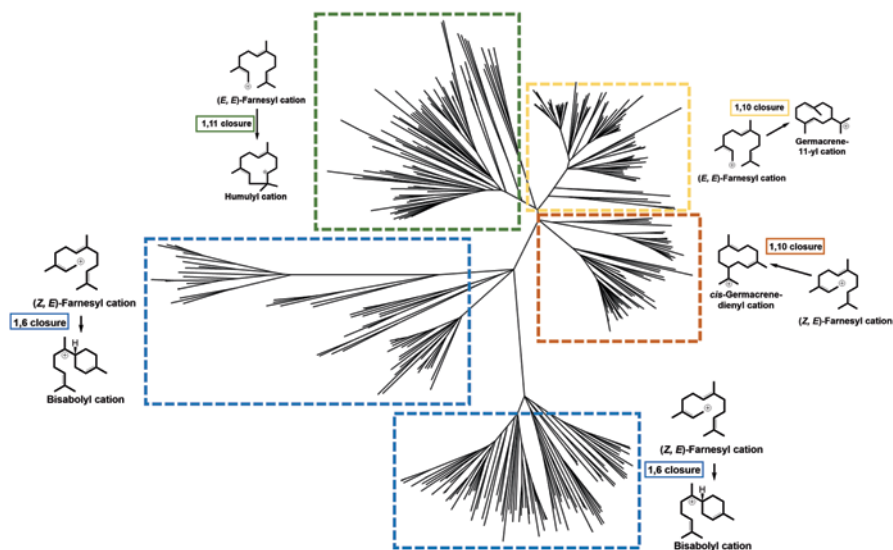 (E, E)-Farnesyl cation
1,11 closure
Humulyl cation
1,10 closure
(E, E)-Farnesyl cation
Germacrene-
11-yl cation
(Z, E)-Farnesyl cation
1,6 closure
H
Bisabolyl cation
1,10 closure
cis-Germacrene-
dienyl cation
(Z, E)-Farnesyl cation
(Z, E)-Farnesyl cation
1,6 closure
H
Bisabolyl cation